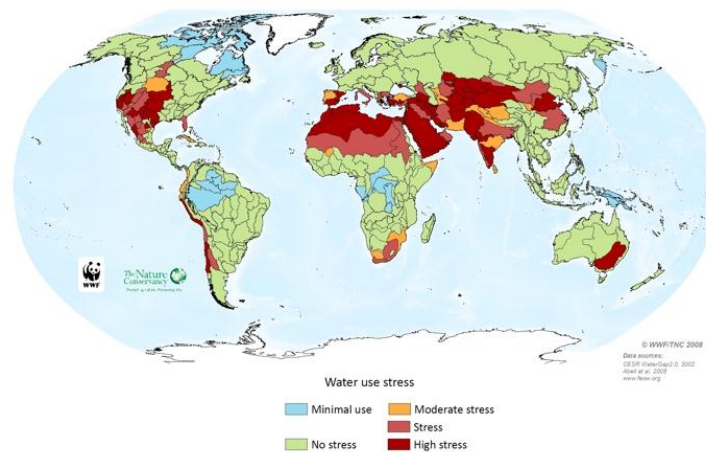 WWF
The Nature
Conservancy
© WWF/TNC 2008
Data sources:
CESR WaterGap2.0, 2002
Abell et al. 2008
www.feow.org
Water use stress
Minimal use
Moderate stress
Stress
No stress
High stress